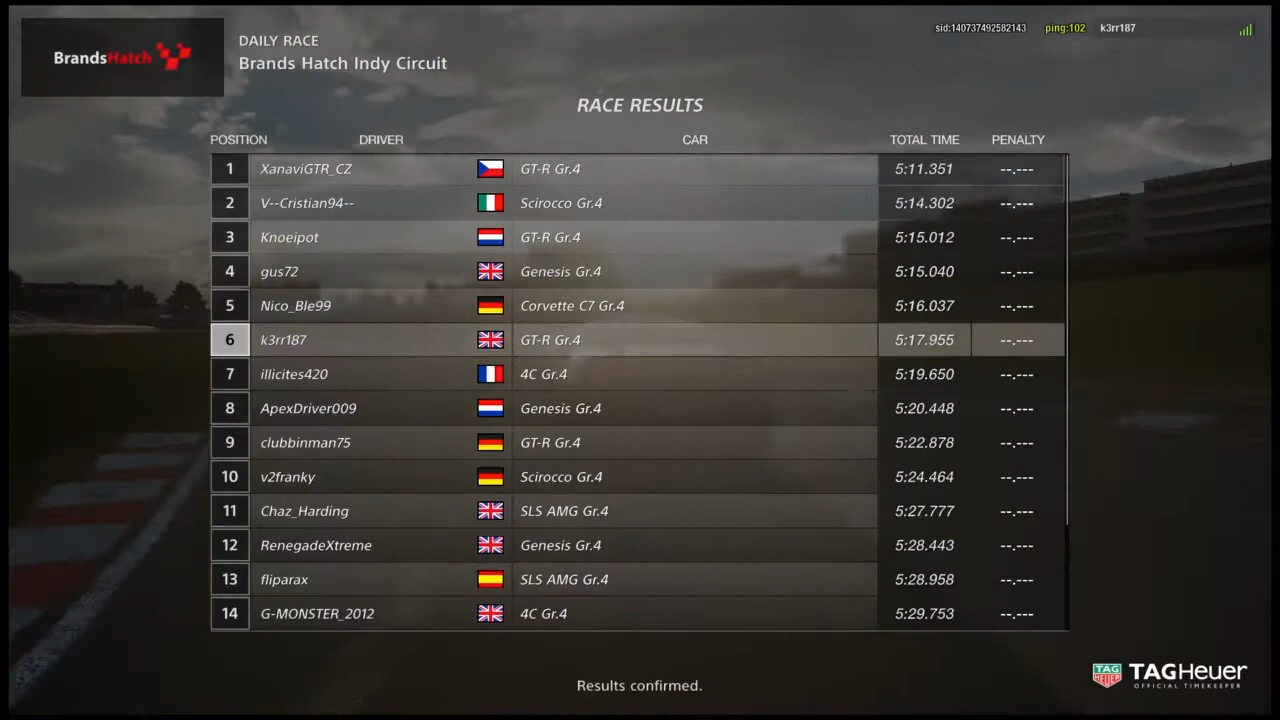 sid:140737492582143 ping:102 k3rr187
BrandsHatch
DAILY RACE
Brands Hatch Indy Circuit
RACE RESULTS
POSITION DRIVER CAR TOTAL TIME PENALTY
1 XanaviGTR_CZ GT-R Gr.4 5:11.351 --.---
2 V--Cristian94-- Scirocco Gr.4 5:14.302 --.---
3 Knoeipot GT-R Gr.4 5:15.012 --.---
4 gus72 Genesis Gr.4 5:15.040 --.---
5 Nico_Ble99 Corvette C7 Gr.4 5:16.037 --.---
6 k3rr187 GT-R Gr.4 5:17.955 --.---
7 illicites420 4C Gr.4 5:19.650 --.---
8 ApexDriver009 Genesis Gr.4 5:20.448 --.---
9 clubbinman75 GT-R Gr.4 5:22.878 --.---
10 v2franky Scirocco Gr.4 5:24.464 --.---
11 Chaz_Harding SLS AMG Gr.4 5:27.777 --.---
12 RenegadeXtreme Genesis Gr.4 5:28.443 --.---
13 fliparax SLS AMG Gr.4 5:28.958 --.---
14 G-MONSTER_2012 4C Gr.4 5:29.753 --.---
Results confirmed.
TAG HEUER TAGHeuer
OFFICIAL TIMEKEEPER